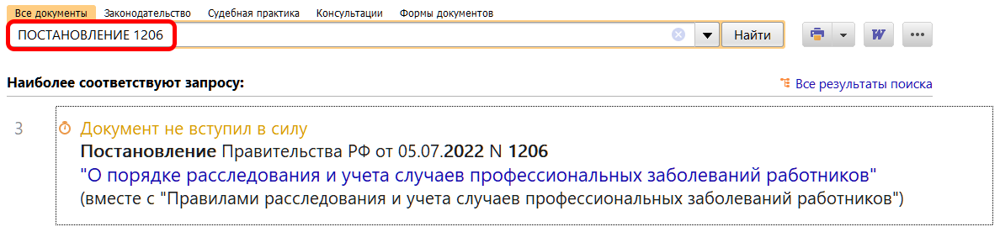 Все документы Законодательство Судебная практика Консультации Формы документов
ПОСТАНОВЛЕНИЕ 1206 Найти W
Наиболее соответствуют запросу: Все результаты поиска
3 Документ не вступил в силу
Постановление Правительства РФ от 05.07.2022 N 1206
"О порядке расследования и учета случаев профессиональных заболеваний работников"
(вместе с "Правилами расследования и учета случаев профессиональных заболеваний работников")